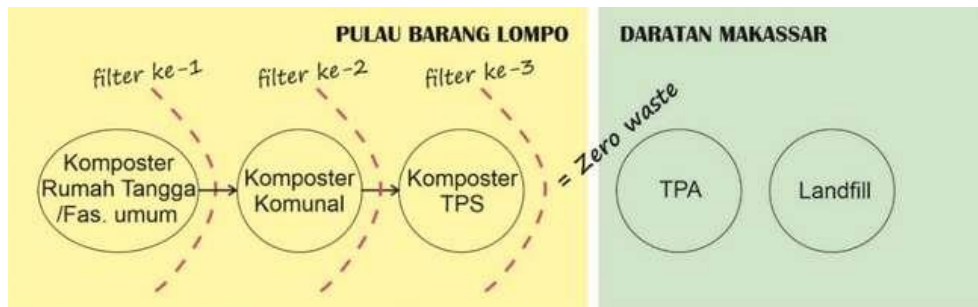 PULAU BARANG LOMPO
DARATAN MAKASSAR
filter ke-1
filter ke-2
filter ke-3
= Zero waste
Komposter
Rumah Tangga
/Fas. umum
Komposter
Komunal
Komposter
TPS
TPA
Landfill